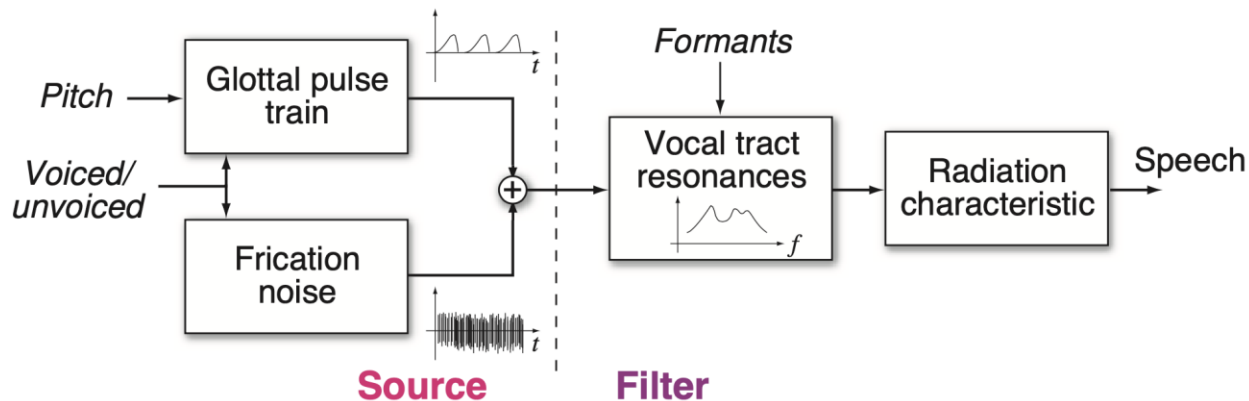 Pitch
Glottal pulse
train
t
Voiced/
unvoiced
Frication
noise
t
+
Formants
Vocal tract
resonances
f
Radiation
characteristic
Speech
Source
Filter